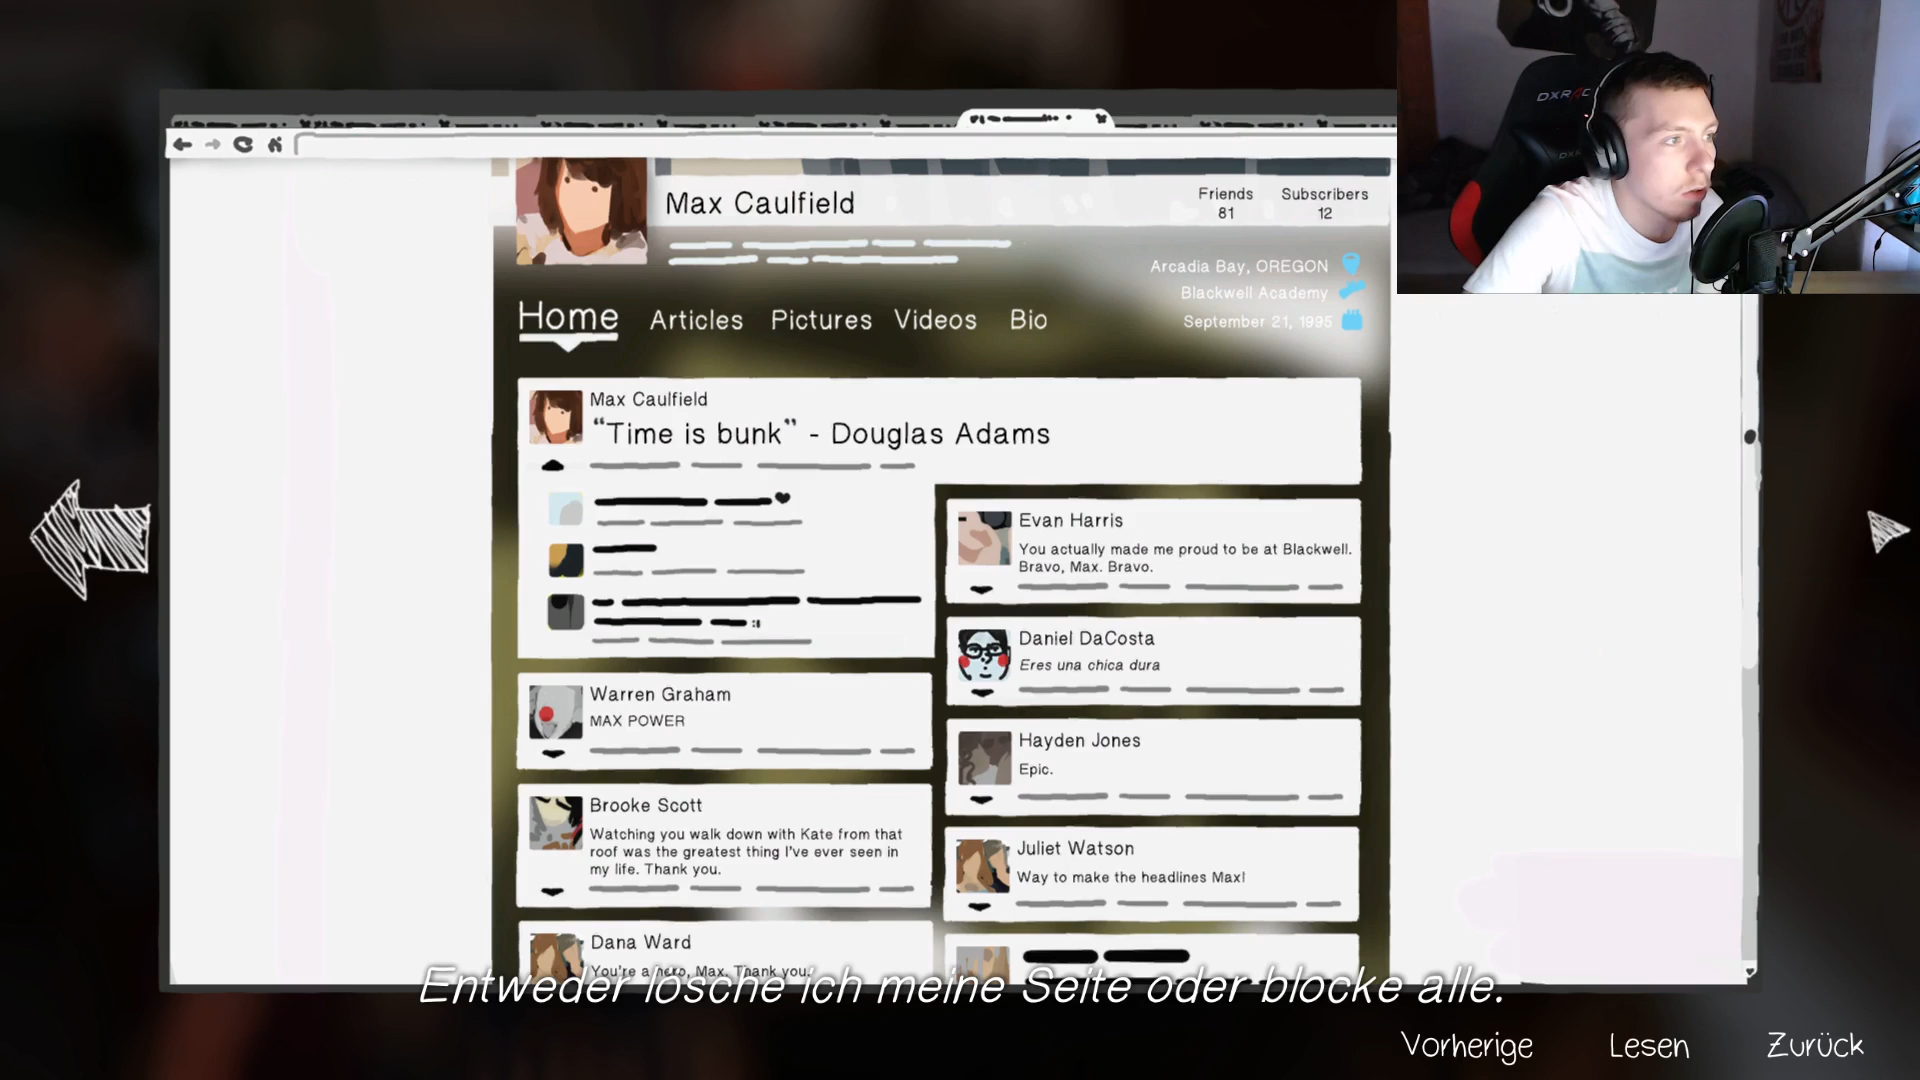 DXRAC
Max Caulfield
Friends
81
Subscribers
12
Arcadia Bay, OREGON
Blackwell Academy
September 21, 1995
Home
Articles
Pictures
Videos
Bio
Max Caulfield
“Time is bunk” - Douglas Adams
Warren Graham
MAX POWER
Brooke Scott
Watching you walk down with Kate from that
roof was the greatest thing I've ever seen in
my life. Thank you.
Dana Ward
You're a hero, Max. Thank you.
Evan Harris
You actually made me proud to be at Blackwell.
Bravo, Max. Bravo.
Daniel DaCosta
Eres una chica dura
Hayden Jones
Epic.
Juliet Watson
Way to make the headlines Max!
Entweder lösche ich meine Seite oder blocke alle.
Vorherige
Lesen
Zurück